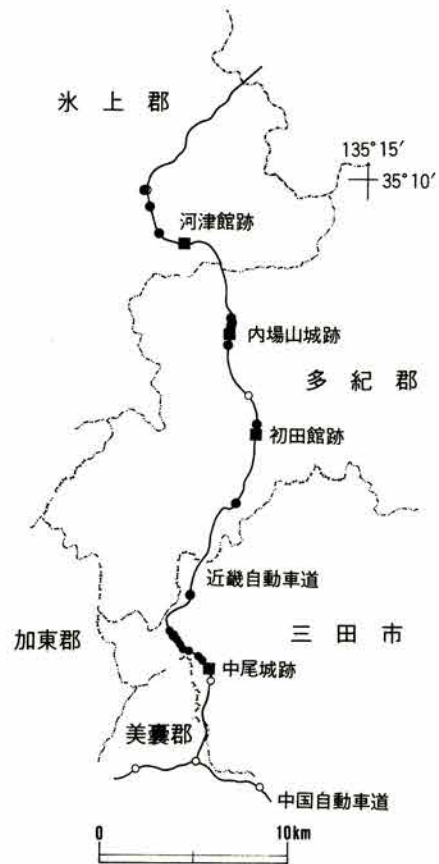 氷上郡
135°15′
35°10′
河津館跡
内場山城跡
多紀郡
初田館跡
近畿自動車道
加東郡
三田市
中尾城跡
美嚢郡
中国自動車道
0 10km